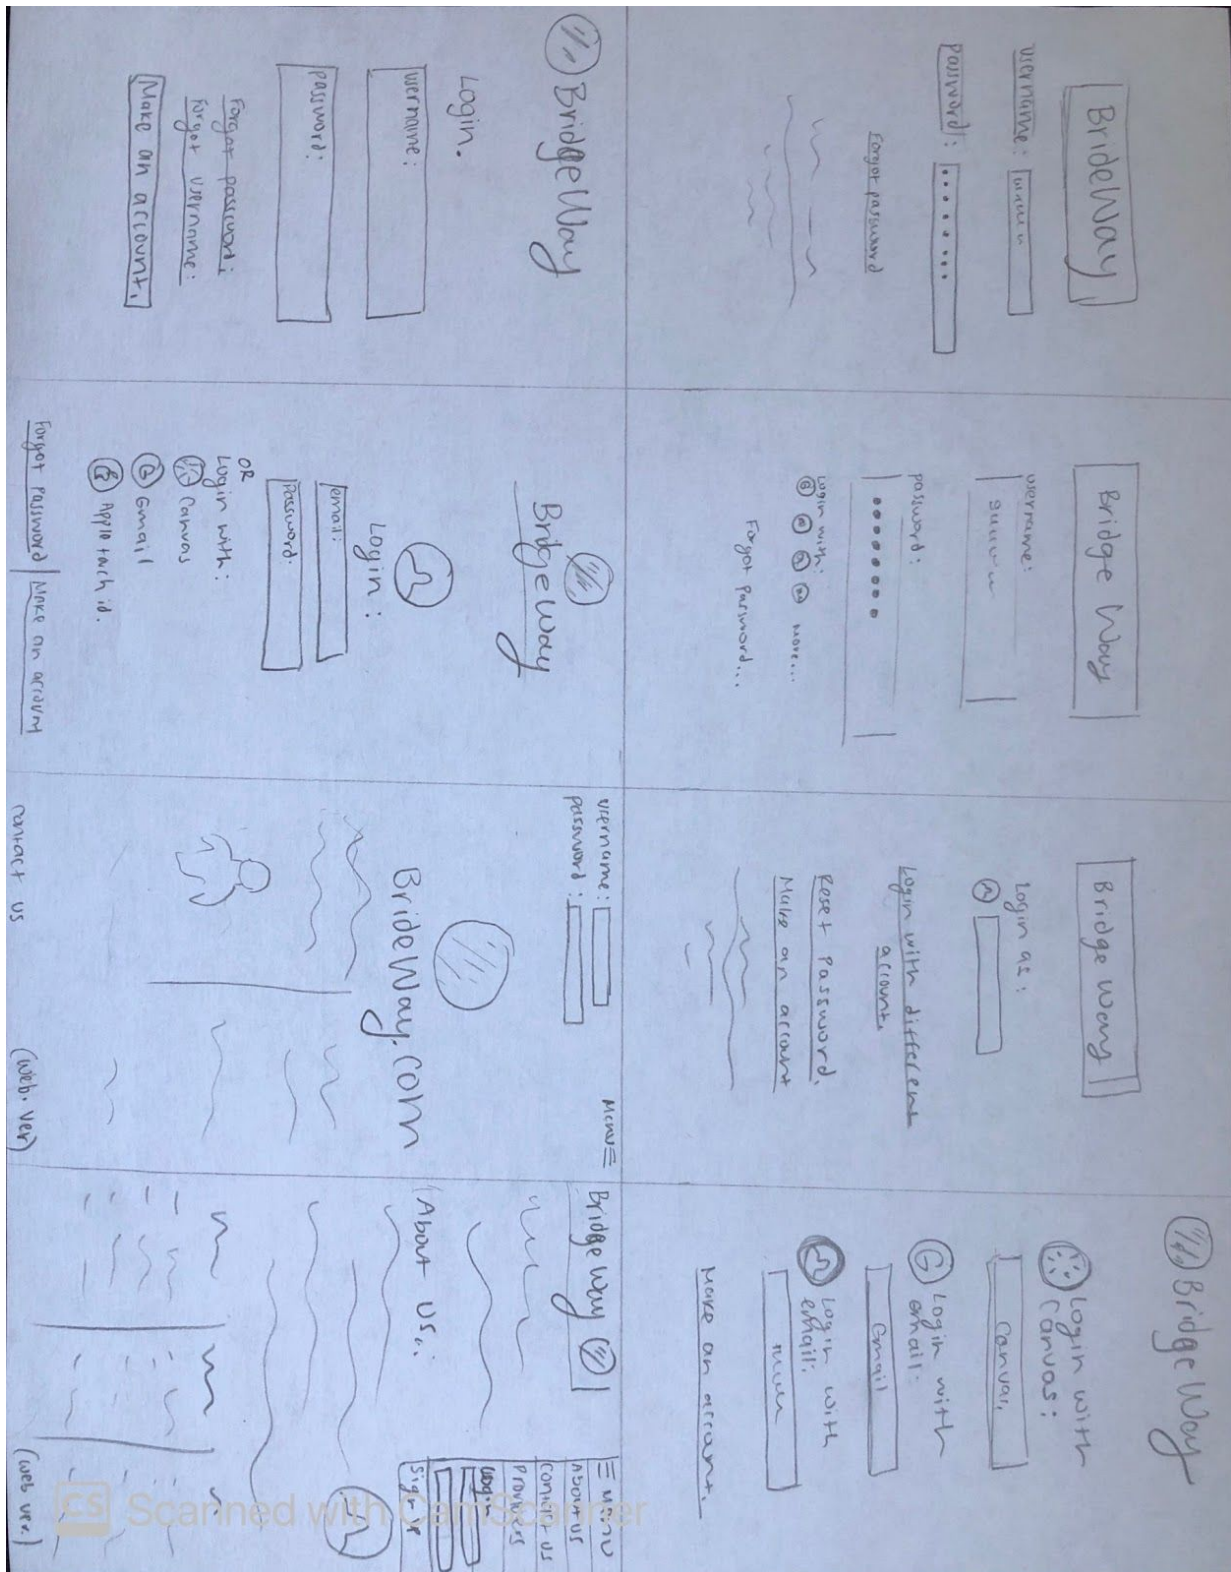 BrideWay
username:
password:
Forgot password
Bridge Way
username:
password:
Login with:
more...
Forgot password...
Bridge Way
Login as:
Login with different
account.
Reset Password.
Make an account
BridgeWay
Login with
Canvas:
Canvas,
Login with
email:
Gmail
Login with
email:
Make an account.
BridgeWay
Login.
username:
password:
Forgot password:
Forgot username:
Make an account.
BridgeWay
Login:
email:
Password:
OR
Login with:
Canvas
Gmail
Apple tach id.
Forgot Password | Make an account
username:
password:
Menu
BrideWay.com
contact us
(web. ver)
BridgeWay
Menu
About us
contact us
Providers
Login
Sign up
About us..
(web ver.)
CS Scanned with CamScanner